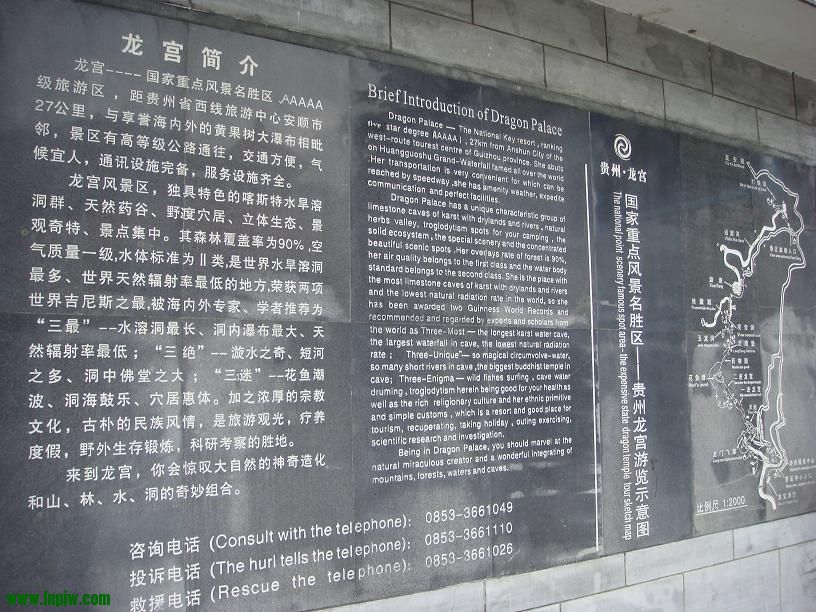 龙宫简介
龙宫----国家重点风景名胜区、AAAAA
级旅游区，距贵州省西线旅游中心安顺市
27公里，与享誉海内外的黄果树大瀑布相毗
邻，景区有高等级公路通往，交通方便，气
候宜人，通讯设施完备，服务设施齐全。
龙宫风景区，独具特色的喀斯特水旱溶
洞群、天然药谷、野度穴居、立体生态、景
观奇特、景点集中。其森林覆盖率为90%,空
气质量一级,水体标准为Ⅱ类,是世界水旱溶洞
最多、世界天然辐射率最低的地方,荣获两项
世界吉尼斯之最,被海内外专家、学者推荐为
“三最”--水溶洞最长、洞内瀑布最大、天
然辐射率最低；“三绝”--漩水之奇、短河
之多、洞中佛堂之大；“三迷”--花鱼潮
波、洞海鼓乐、穴居惠体。加之浓厚的宗教
文化，古朴的民族风情，是旅游观光，疗养
度假，野外生存锻炼，科研考察的胜地。
来到龙宫，你会惊叹大自然的神奇造化
和山、林、水、洞的奇妙组合。
Brief Introduction of Dragon Palace
Dragon Palace — The National Key resort , ranking
five star degree AAAAA) , 27km from Anshun City of the
west-route tourest centre of Guizhou province. She abuts
on Huangguoshu Grand-Waterfall famed all over the world
.Her transportation is very convenient for which can be
reached by speedway ,she has amenity weather, expedite
communication and perfect facilities.
Dragon Palace has a unique characteristic group of
limestone caves of karst with drylands and rivers , natural
herbs valley, troglodytism spots for your camping , the
solid ecosystem , the special scenery and the concentrated
beautiful scenic spots .Her overlays rate of forest is 90%,
her air quality belongs to the first class and the water body
standard belongs to the second class. She is the place with
the most limestone caves of karst with drylands and rivers
and the lowest natural radiation rate in the world, so she
has been awarded two Guinness World Records and
recommended and regarded by experts and scholars from
the world as Three-Most — the longest karst water cave,
the largest waterfall in cave, the lowest natural radiation
rate ; Three-Unique"— so magical circumvolve–water,
so many short rivers in cave ,the biggest buddhist temple in
cave; Three-Enigma — wild fishes surfing , cave water
druming , troglodytism herein being good for your health as
well as the rich religionary culture and her ethnic primitive
and simple customs , which is a resort and good place for
tourism, recuperating, taking holiday , outing exercising,
scientific research and investigation.
Being in Dragon Palace, you should marvel at the
natural miraculous creator and a wonderful integrating of
mountains, forests, waters and caves.
咨询电话 (Consult with the telephone): 0853-3661049
投诉电话 (The hurl tells the telephone): 0853-3661110
救援电话 (Rescue the telephone): 0853-3661026
贵州·龙宫
国家重点风景名胜区——贵州龙宫游览示意图
The national point scenery famous spot area- the expensive state dragon temple tour sketch map
比例尺 1:2000
www.lnpjw.com